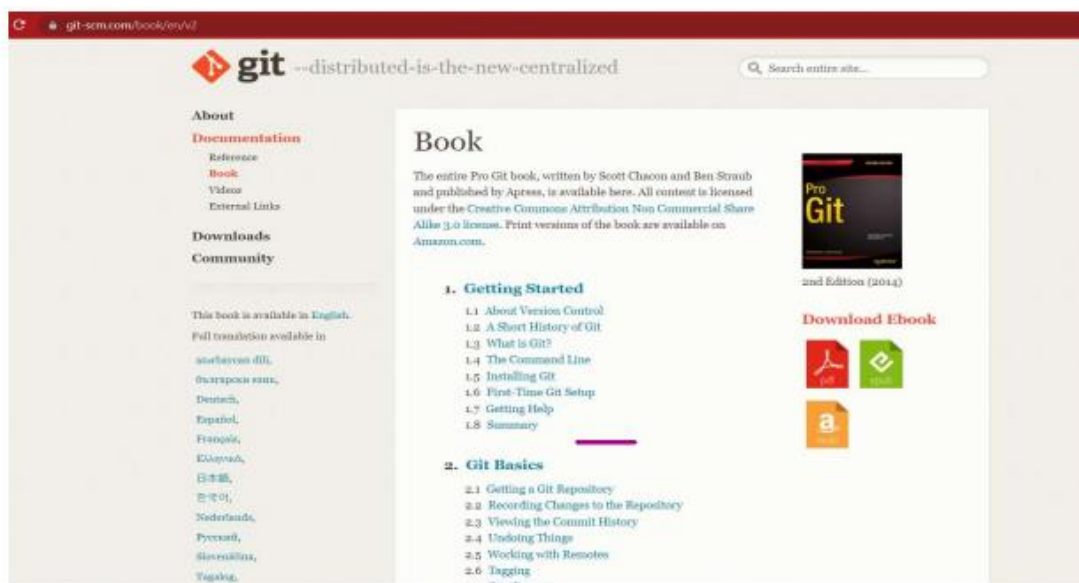 git-scm.com/book/en/v2
git --distributed-is-the-new-centralized
Search entire site...
About
Documentation
Reference
Book
Videos
External Links
Downloads
Community
This book is available in English.
Full translation available in
azərbaycan dili,
български език,
Deutsch,
Español,
Français,
Ελληνικά,
日本語,
한국어,
Nederlands,
Русский,
Slovenščina,
Tagalog,
Book
The entire Pro Git book, written by Scott Chacon and Ben Straub
and published by Apress, is available here. All content is licensed
under the Creative Commons Attribution Non Commercial Share
Alike 3.0 license. Print versions of the book are available on
Amazon.com.
1. Getting Started
1.1 About Version Control
1.2 A Short History of Git
1.3 What is Git?
1.4 The Command Line
1.5 Installing Git
1.6 First-Time Git Setup
1.7 Getting Help
1.8 Summary
2. Git Basics
2.1 Getting a Git Repository
2.2 Recording Changes to the Repository
2.3 Viewing the Commit History
2.4 Undoing Things
2.5 Working with Remotes
2.6 Tagging
Pro
Git
2nd Edition (2014)
Download Ebook
pdf
epub